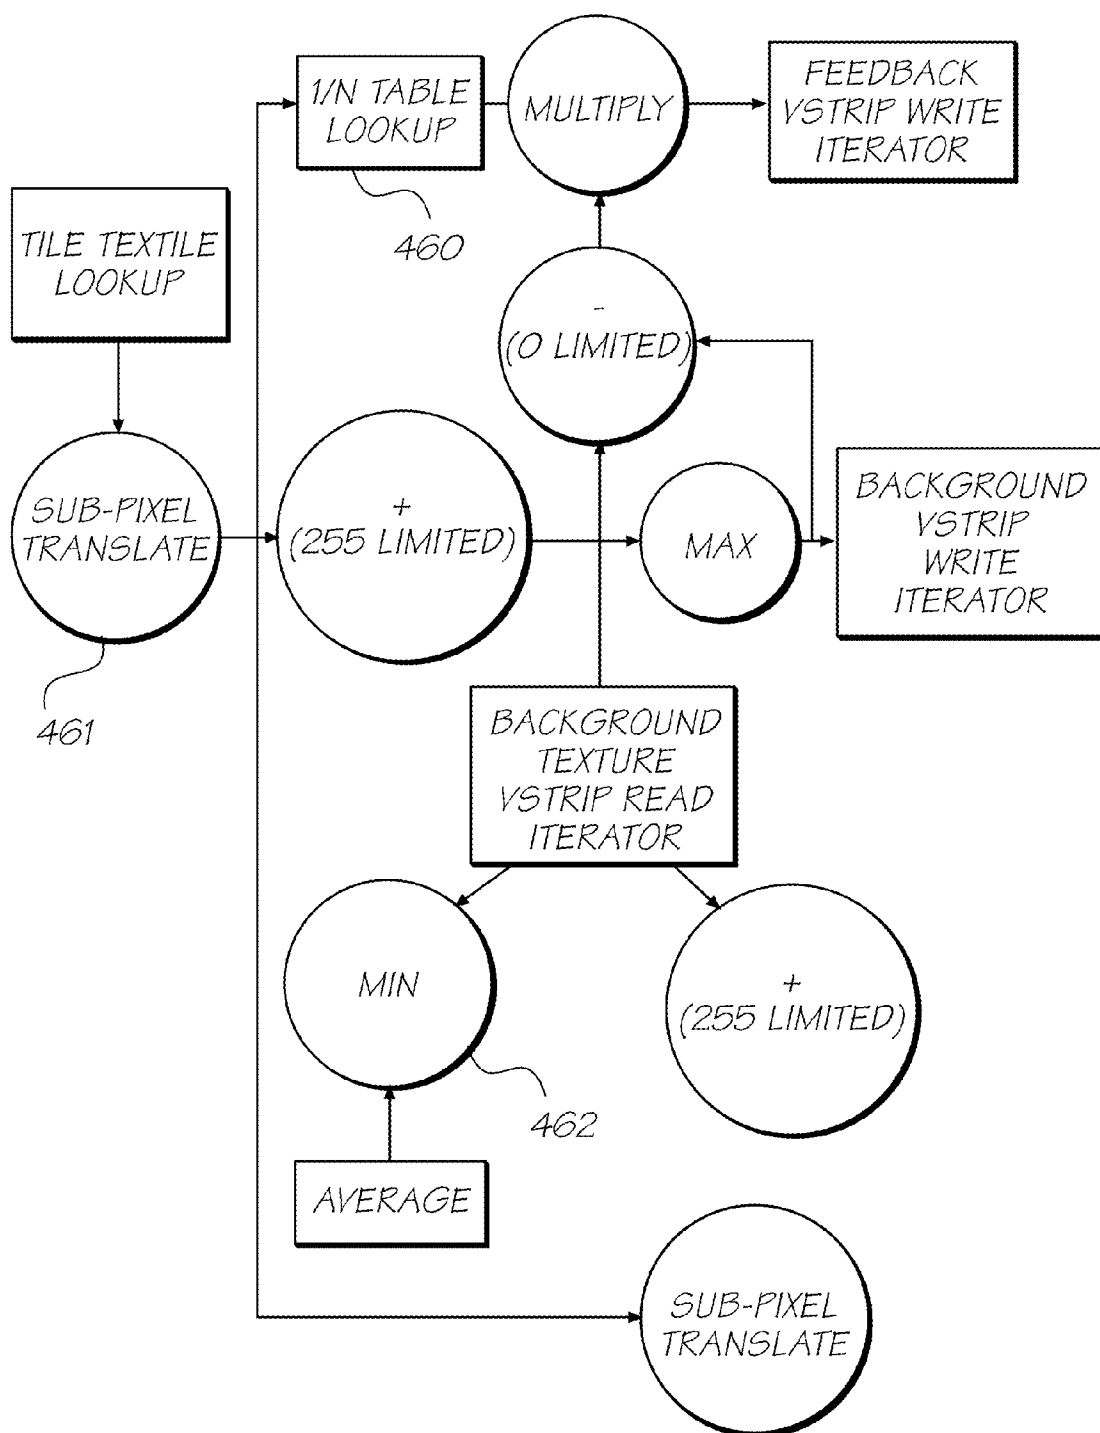 1/N TABLE
LOOKUP
MULTIPLY
FEEDBACK
VSTRIP WRITE
ITERATOR
460
TILE TEXTILE
LOOKUP
-
(0 LIMITED)
SUB-PIXEL
TRANSLATE
+
(255 LIMITED)
MAX
BACKGROUND
VSTRIP
WRITE
ITERATOR
461
BACKGROUND
TEXTURE
VSTRIP READ
ITERATOR
MIN
+
(255 LIMITED)
462
AVERAGE
SUB-PIXEL
TRANSLATE